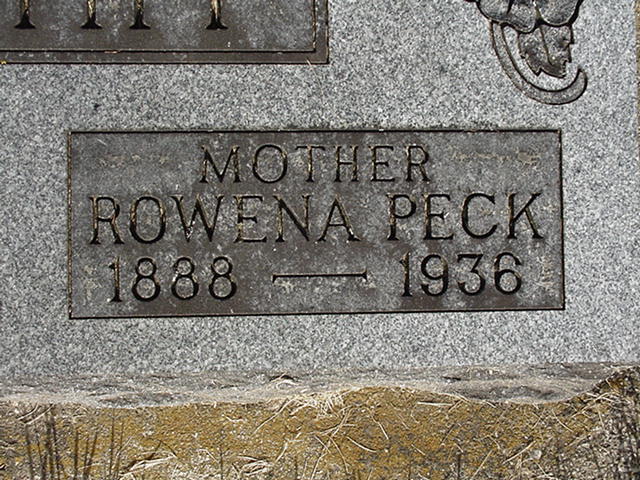 MOTHER
ROWENA PECK
1888 — 1936